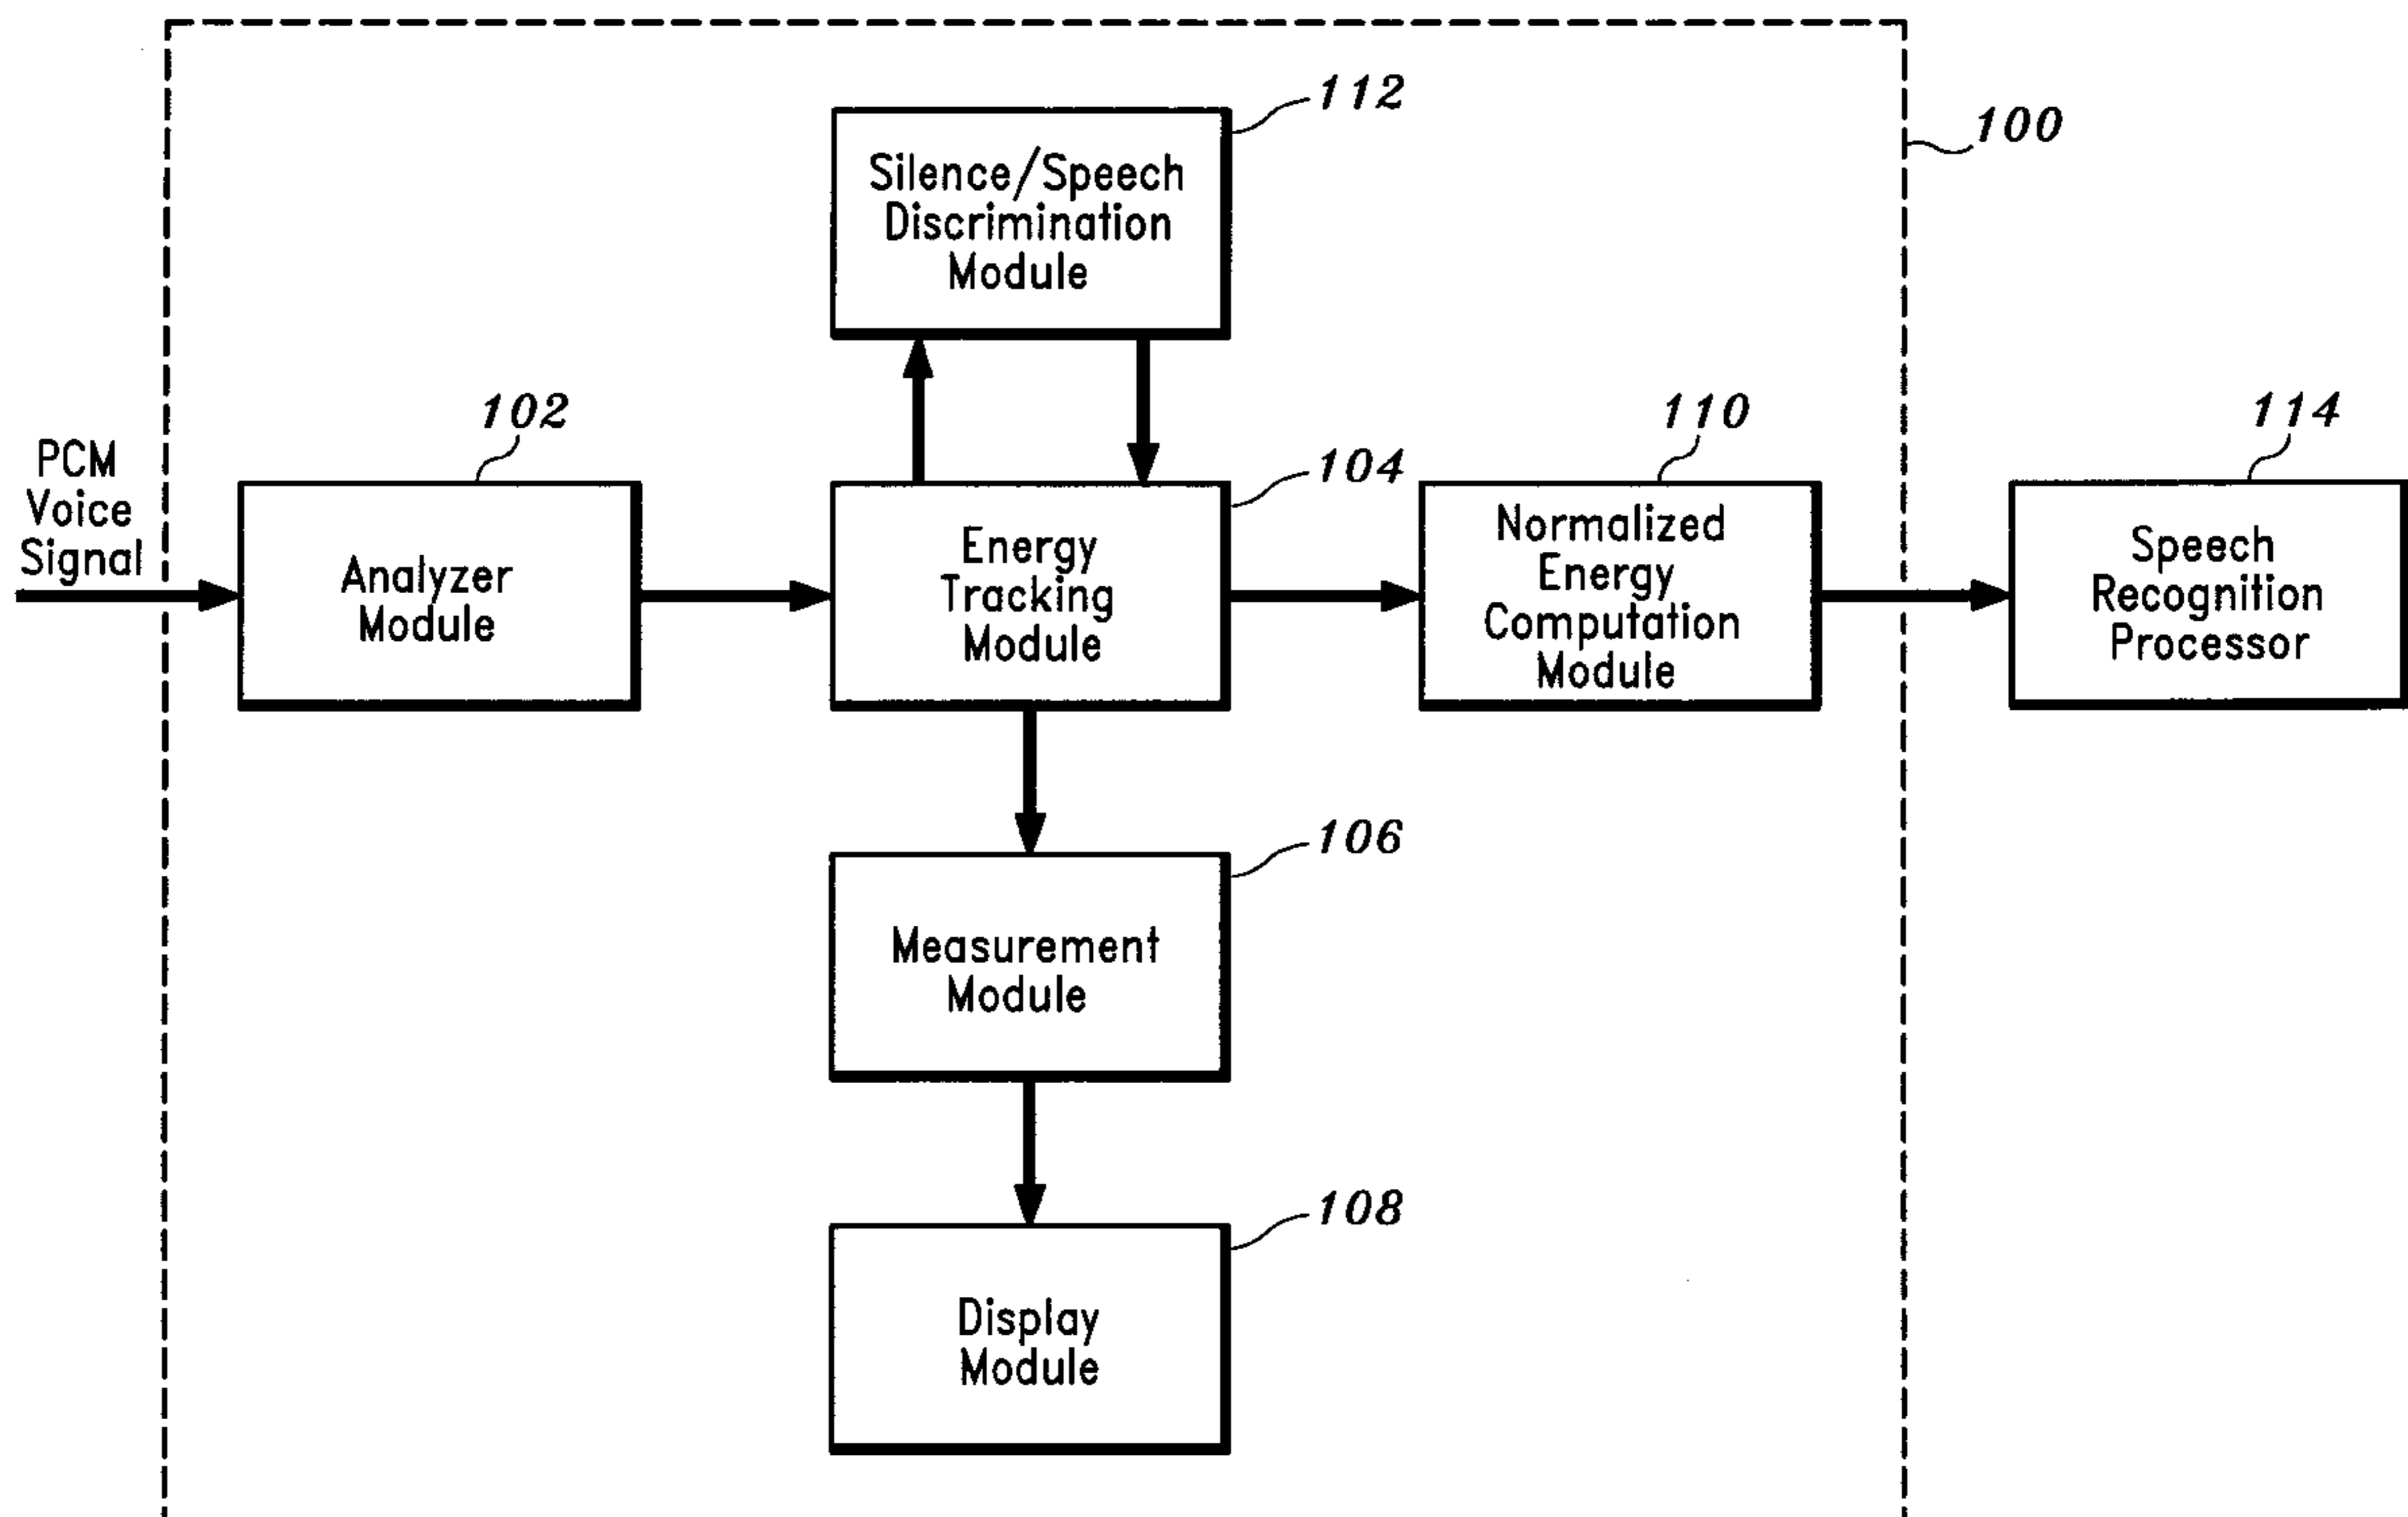 112
Silence/Speech
Discrimination
Module
100
102
PCM
Voice
Signal
Analyzer
Module
104
Energy
Tracking
Module
110
Normalized
Energy
Computation
Module
114
Speech
Recognition
Processor
106
Measurement
Module
108
Display
Module